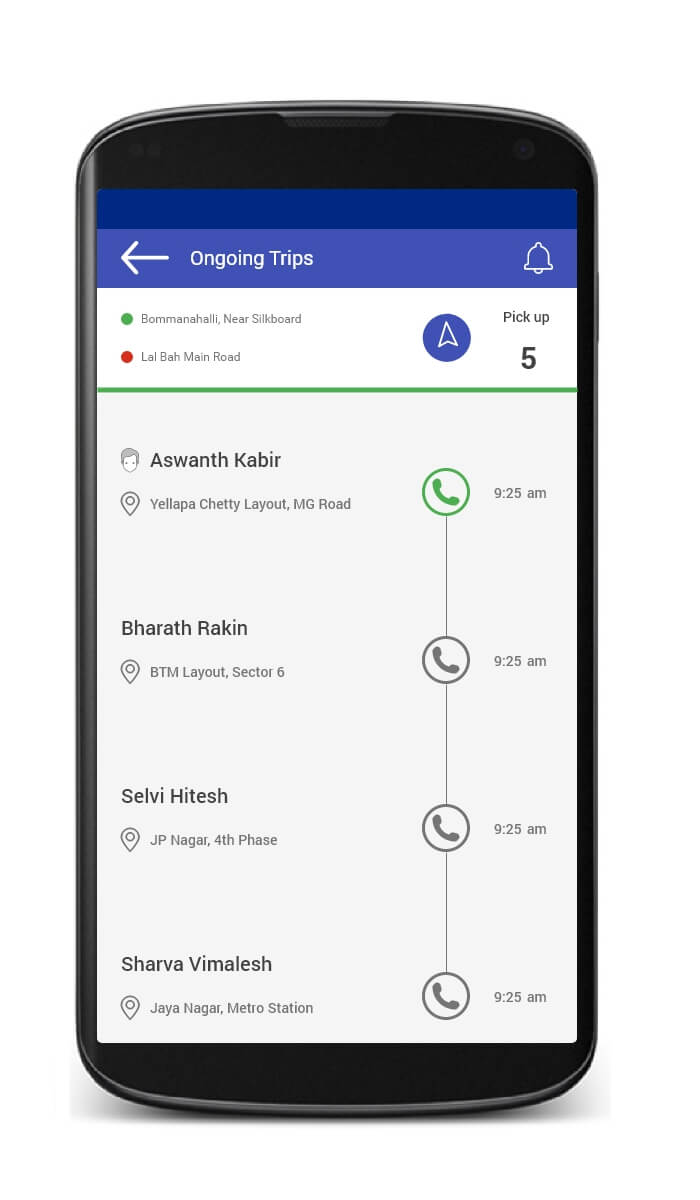 Ongoing Trips
Bommanahalli, Near Silkboard
Pick up
Lal Bah Main Road
5
Aswanth Kabir
Yellapa Chetty Layout, MG Road
9:25 am
Bharath Rakin
BTM Layout, Sector 6
9:25 am
Selvi Hitesh
JP Nagar, 4th Phase
9:25 am
Sharva Vimalesh
Jaya Nagar, Metro Station
9:25 am